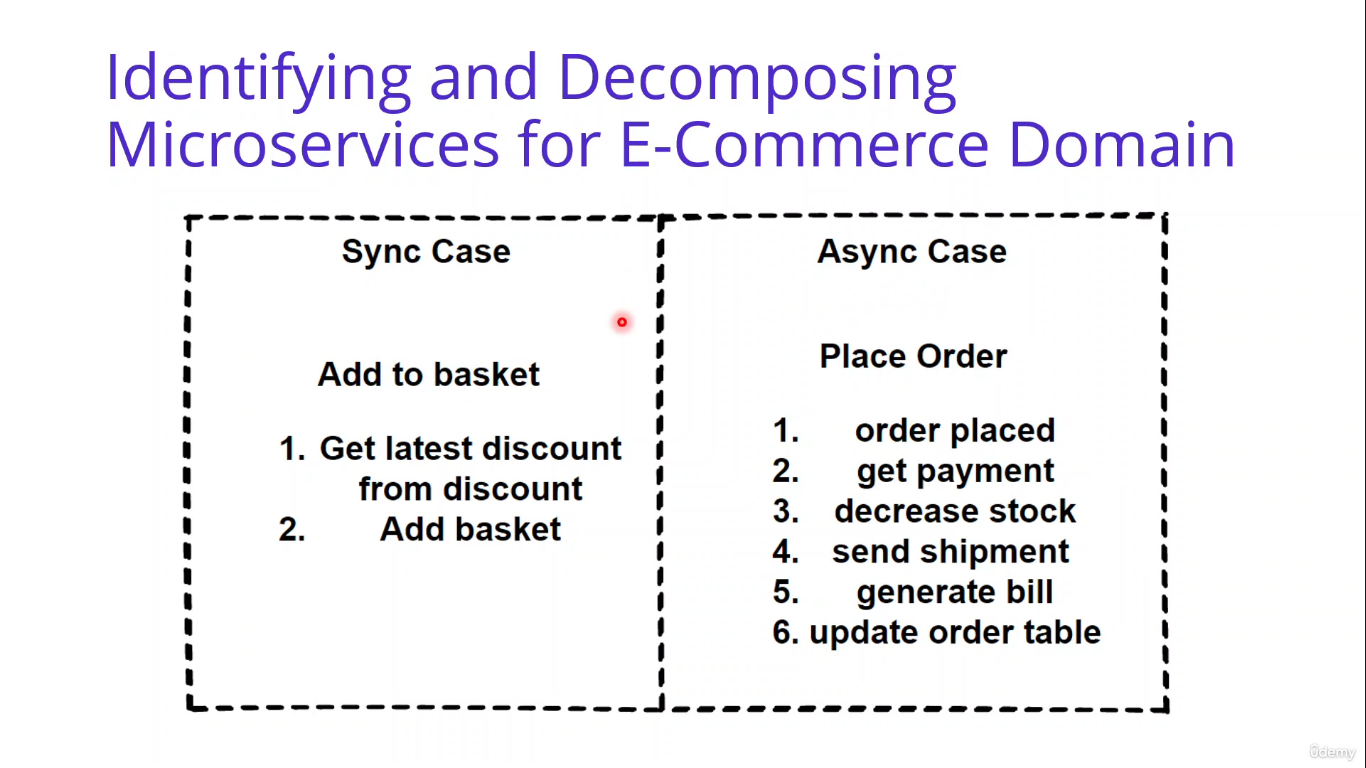 Identifying and Decomposing
Microservices for E-Commerce Domain
Sync Case
Add to basket
1. Get latest discount
from discount
2. Add basket
Async Case
Place Order
1. order placed
2. get payment
3. decrease stock
4. send shipment
5. generate bill
6. update order table
ûdemy